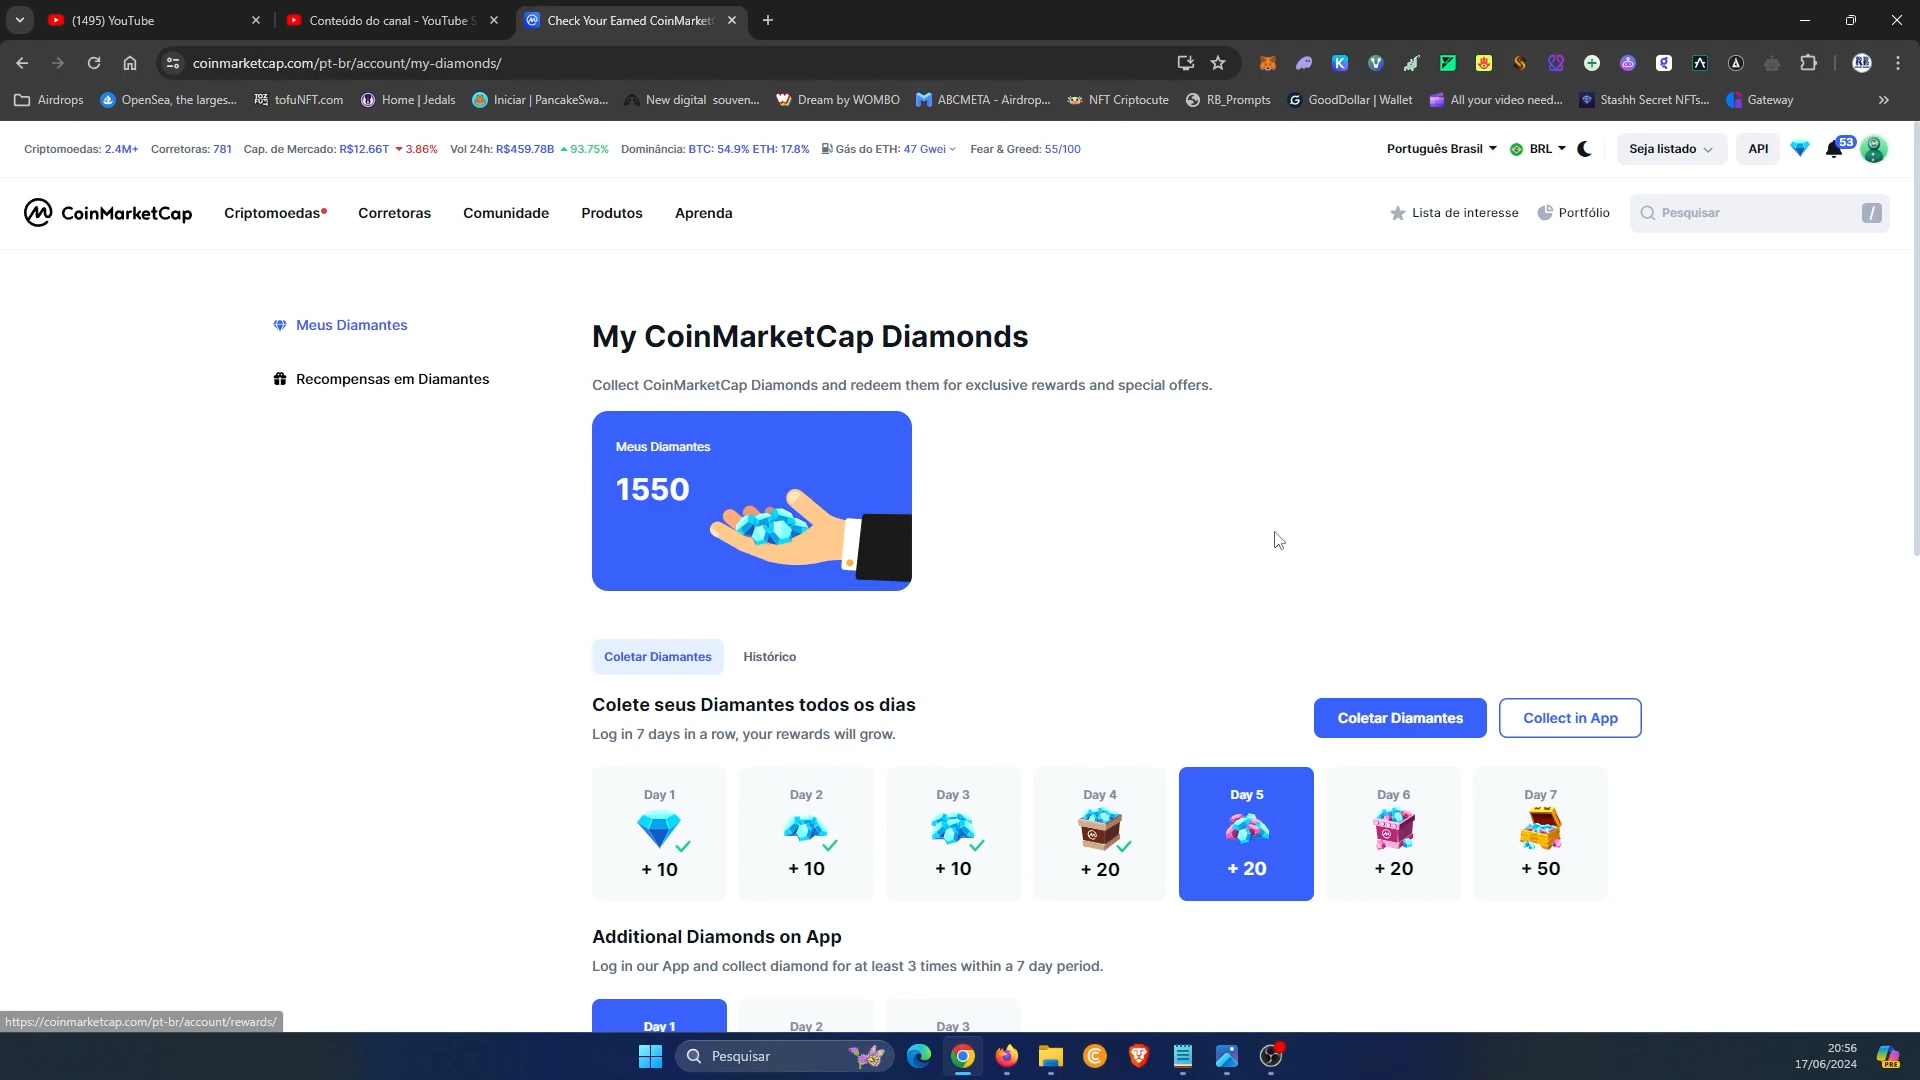 (1495) YouTube
Conteúdo do canal - YouTube S
Check Your Earned CoinMarket
coinmarketcap.com/pt-br/account/my-diamonds/
Airdrops
OpenSea, the larges...
tofuNFT.com
Home | Jedals
Iniciar | PancakeSwa...
New digital souven...
Dream by WOMBO
ABCMETA - Airdrop...
NFT Criptocute
RB_Prompts
GoodDollar | Wallet
All your video need...
Stashh Secret NFTs...
Gateway
Criptomoedas: 2.4M+ Corretoras: 781 Cap. de Mercado: R$12.66T 3.86% Vol 24h: R$459.78B 93.75% Dominância: BTC: 54.9% ETH: 17.8% Gás do ETH: 47 Gwei Fear & Greed: 55/100
Português Brasil BRL Seja listado API 53
CoinMarketCap
Criptomoedas Corretoras Comunidade Produtos Aprenda
Lista de interesse Portfólio Pesquisar /
Meus Diamantes
Recompensas em Diamantes
My CoinMarketCap Diamonds
Collect CoinMarketCap Diamonds and redeem them for exclusive rewards and special offers.
Meus Diamantes
1550
Coletar Diamantes Histórico
Colete seus Diamantes todos os dias
Log in 7 days in a row, your rewards will grow.
Coletar Diamantes Collect in App
Day 1 Day 2 Day 3 Day 4 Day 5 Day 6 Day 7
+ 10 + 10 + 10 + 20 + 20 + 20 + 50
Additional Diamonds on App
Log in our App and collect diamond for at least 3 times within a 7 day period.
Day 1 Day 2 Day 3
https://coinmarketcap.com/pt-br/account/rewards/
Pesquisar
20:56
17/06/2024
PRE